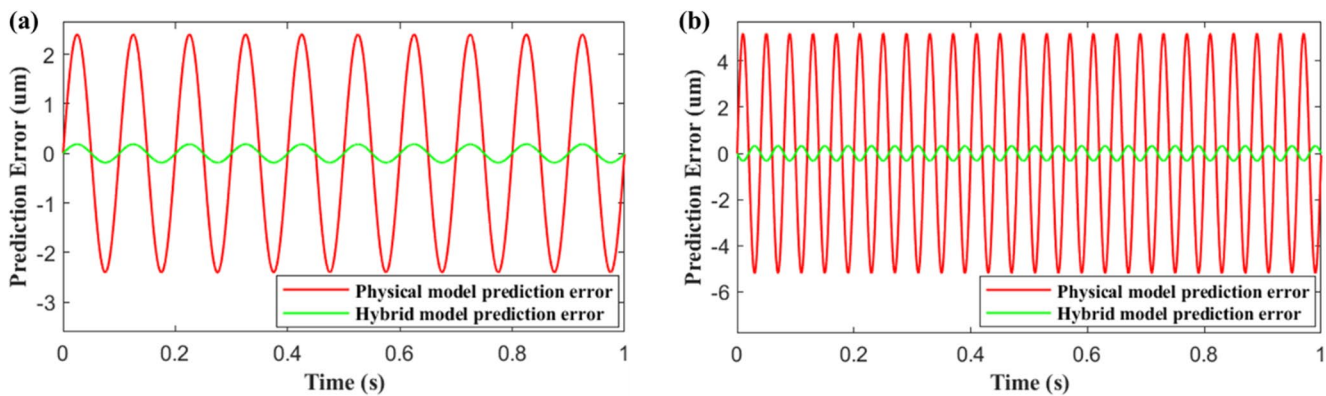 (a)
Prediction Error (um)
2
1
0
-1
-2
-3
Physical model prediction error
Hybrid model prediction error
0 0.2 0.4 0.6 0.8 1
Time (s)
(b)
Prediction Error (um)
4
2
0
-2
-4
-6
Physical model prediction error
Hybrid model prediction error
0 0.2 0.4 0.6 0.8 1
Time (s)